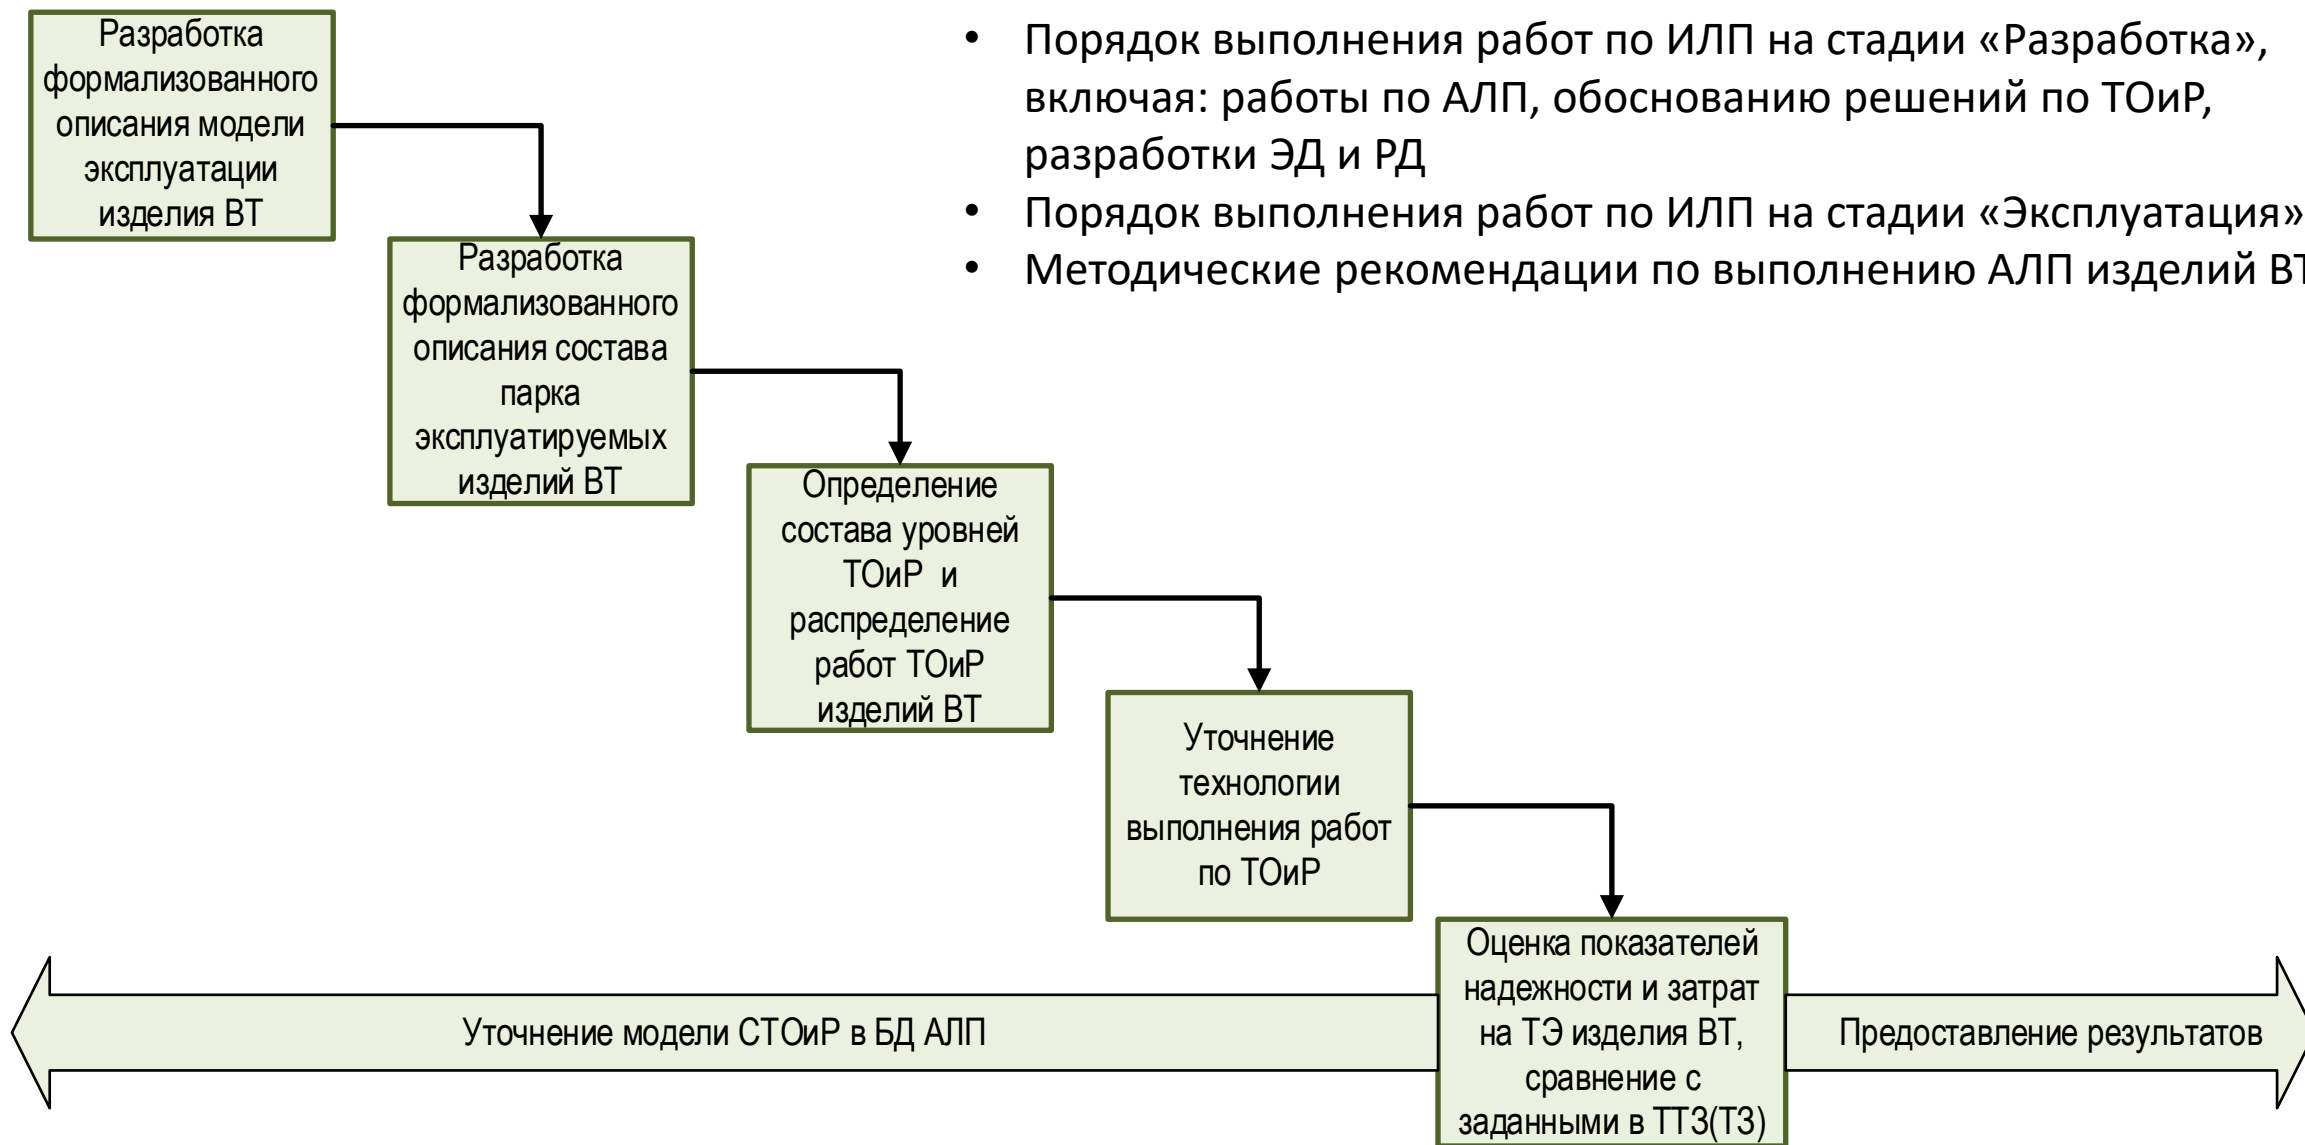 Разработка
формализованного
описания модели
эксплуатации
изделия ВТ
• Порядок выполнения работ по ИЛП на стадии «Разработка»,
включая: работы по АЛП, обоснованию решений по ТОиР,
разработки ЭД и РД
• Порядок выполнения работ по ИЛП на стадии «Эксплуатация»
• Методические рекомендации по выполнению АЛП изделий ВТ
Разработка
формализованного
описания состава
парка
эксплуатируемых
изделий ВТ
Определение
состава уровней
ТОиР и
распределение
работ ТОиР
изделий ВТ
Уточнение
технологии
выполнения работ
по ТОиР
Оценка показателей
надежности и затрат
на ТЭ изделия ВТ,
сравнение с
заданными в ТТЗ(ТЗ)
Уточнение модели СТОиР в БД АЛП
Предоставление результатов